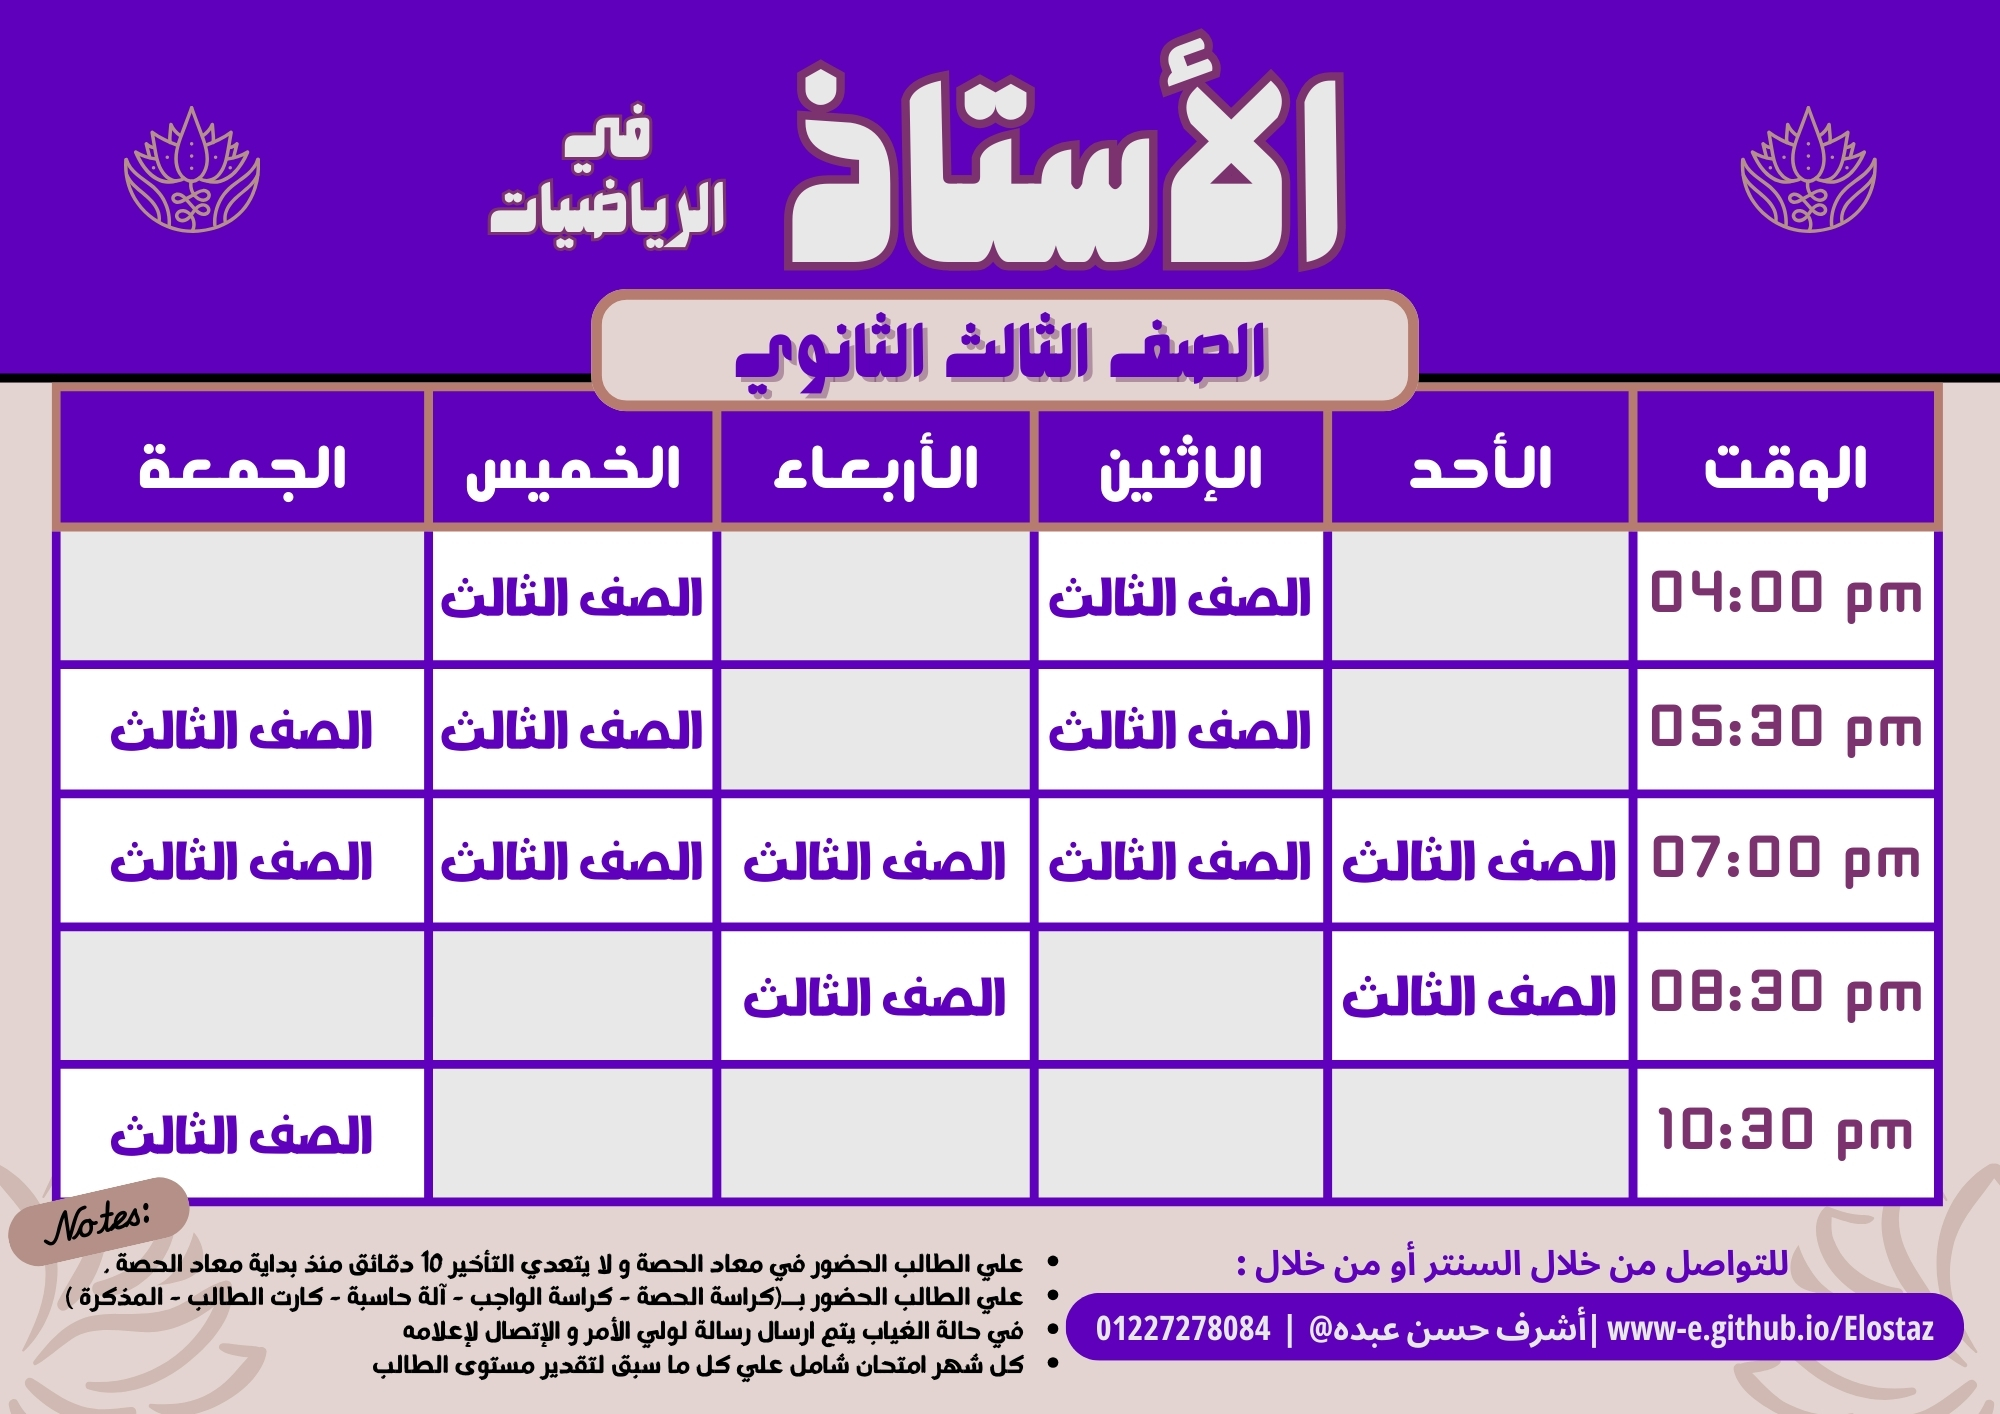 الأستاذ
في
الرياضيات
الصف الثالث الثانوي
الوقت الأحد الإثنين الأربعاء الخميس الجمعة
04:00 pm الصف الثالث الصف الثالث
05:30 pm الصف الثالث الصف الثالث الصف الثالث
07:00 pm الصف الثالث الصف الثالث الصف الثالث الصف الثالث الصف الثالث
08:30 pm الصف الثالث الصف الثالث
10:30 pm الصف الثالث
للتواصل من خلال السنتر أو من خلال :
www-e.github.io/Elostaz |أشرف حسن عبده@ | 01227278084
Notes:
• علي الطالب الحضور في معاد الحصة و لا يتعدي التأخير 10 دقائق منذ بداية معاد الحصة .
• علي الطالب الحضور بــ(كراسة الحصة - كراسة الواجب - آلة حاسبة - كارت الطالب - المذكرة )
• في حالة الغياب يتم ارسال رسالة لولي الأمر و الإتصال لإعلامه
• كل شهر امتحان شامل علي كل ما سبق لتقدير مستوى الطالب